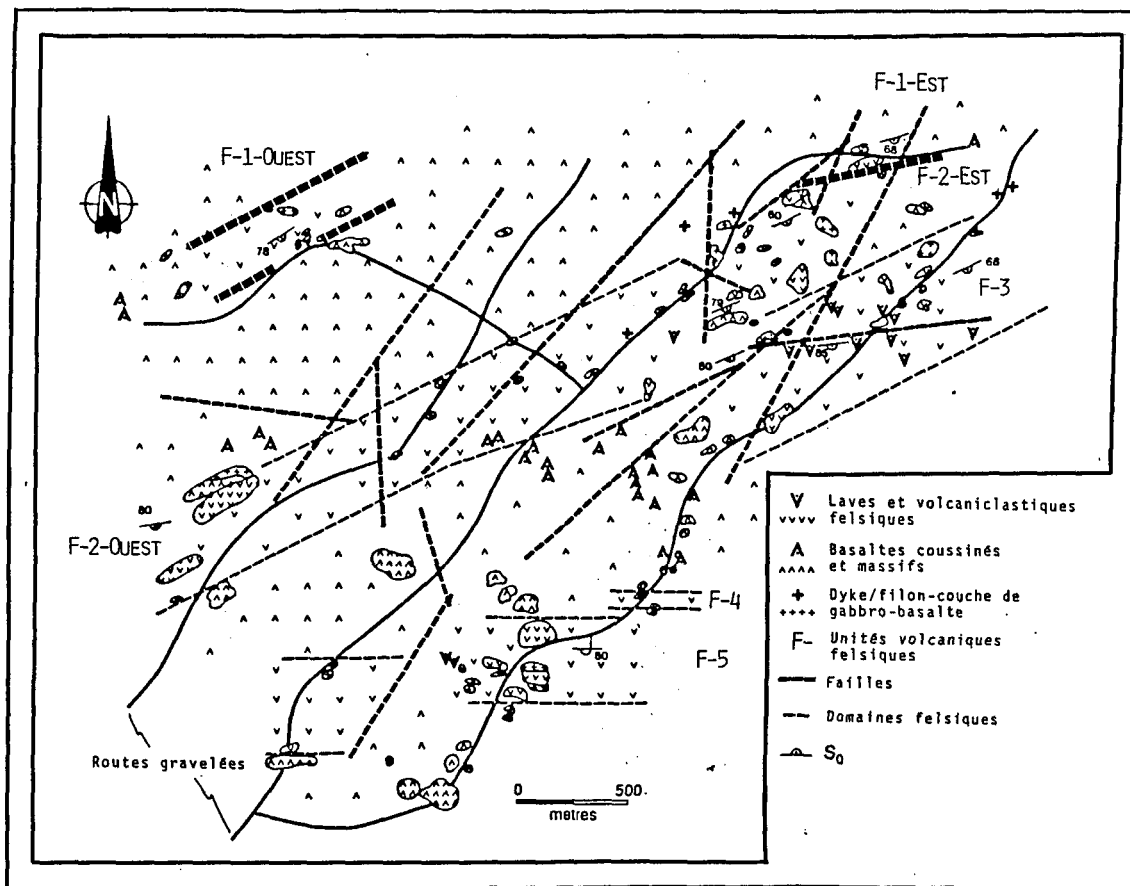 F-1-EST
F-1-OUEST
N
68
F-2-EST
60
78
68
F-3
79
80
85
80
F-2-OUEST
F-4
F-5
60
Routes gravelées
0 500
metres
Laves et volcaniclastiques
felsiques
Basaltes coussinés
et massifs
Dyke/filon-couche de
gabbro-basalte
F- Unités volcaniques
felsiques
Failles
Domaines felsiques
S0